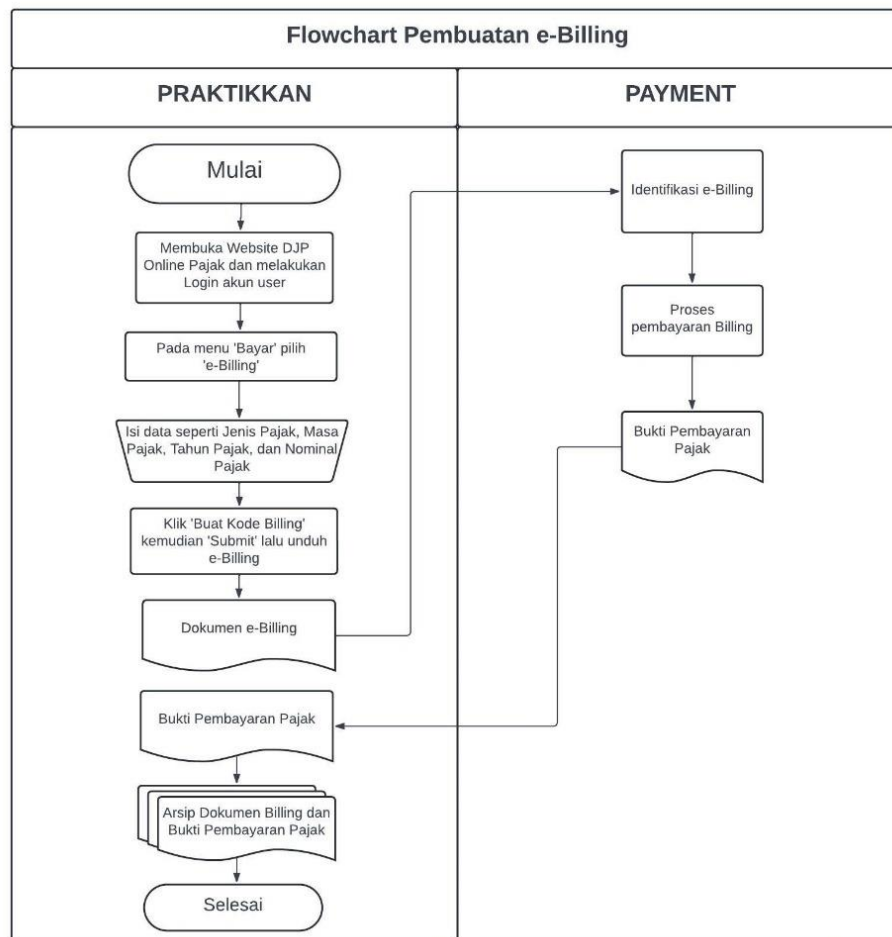 Flowchart Pembuatan e-Billing
PRAKTIKKAN
PAYMENT
Mulai
Membuka Website DJP
Online Pajak dan melakukan
Login akun user
Pada menu 'Bayar' pilih
'e-Billing'
Isi data seperti Jenis Pajak, Masa
Pajak, Tahun Pajak, dan Nominal
Pajak
Klik 'Buat Kode Billing'
kemudian 'Submit' lalu unduh
e-Billing
Dokumen e-Billing
Identifikasi e-Billing
Proses
pembayaran Billing
Bukti Pembayaran
Pajak
Bukti Pembayaran Pajak
Arsip Dokumen Billing dan
Bukti Pembayaran Pajak
Selesai